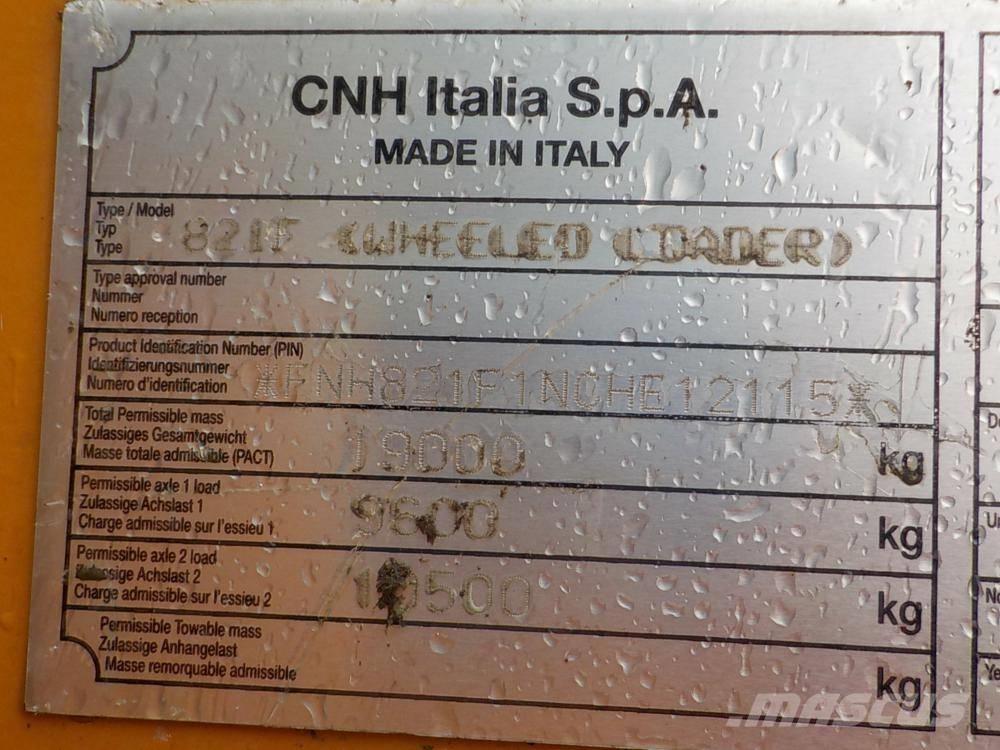 CNH Italia S.p.A.
MADE IN ITALY
Type / Model
Typ
Type
821F (WHEELED LOADER)
Type approval number
Nummer
Numero reception
Product Identification Number (PIN)
Identifizierungsnummer
Numéro d'identification
*FNH821F1NCHE12115*
Total Permissible mass
Zulassiges Gesamtgewicht
Masse totale admissible (PACT)
19000
kg
Permissible axle 1 load
Zulassige Achslast 1
Charge admissible sur l'essieu 1
9600
kg
Permissible axle 2 load
Zulassige Achslast 2
Charge admissible sur l'essieu 2
10500
kg
Permissible Towable mass
Zulassige Anhangelast
Masse remorquable admissible
kg
MASCUS